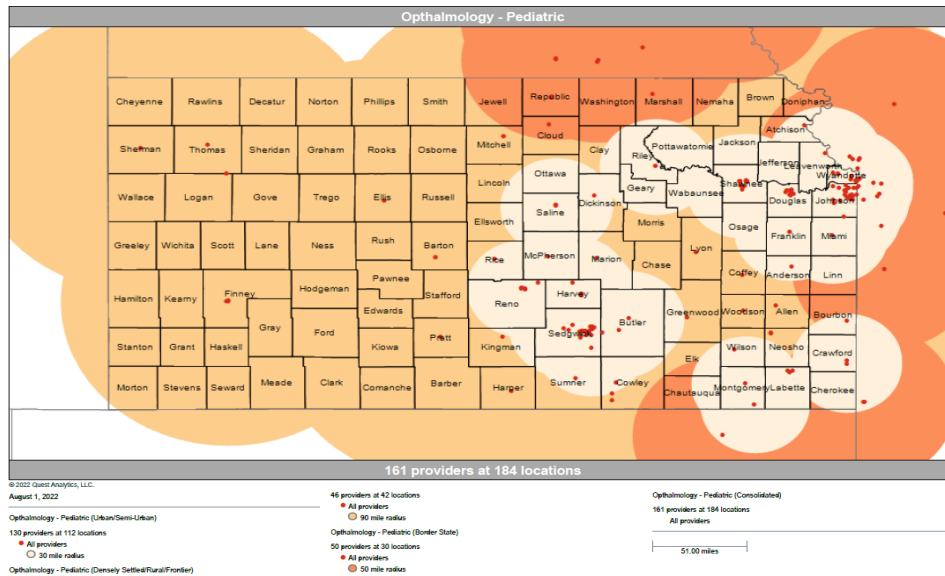 Opthalmology - Pediatric
Cheyenne Rawlins Decatur Norton Phillips Smith Jewell Republic Washington Marshall Nemaha Brown Doniphan
Atchison
Sherman Thomas Sheridan Graham Rooks Osborne Mitchell Cloud Clay Riley Pottawatomie Jackson Jefferson Leavenworth
Wyandotte
Wallace Logan Gove Trego Ellis Russell Lincoln Ottawa Geary Wabaunsee Shawnee Douglas Johnson
Saline Dickinson
Greeley Wichita Scott Lane Ness Rush Barton Ellsworth Morris Osage Franklin Miami
Rice McPherson Marion Chase Lyon
Hamilton Kearny Finney Hodgeman Pawnee Stafford Coffey Anderson Linn
Edwards Reno Harvey
Gray Ford Greenwood Woodson Allen Bourbon
Stanton Grant Haskell Kiowa Pratt Kingman Sedgwick Butler Elk Wilson Neosho Crawford
Morton Stevens Seward Meade Clark Comanche Barber Harper Sumner Cowley Chautauqua Montgomery Labette Cherokee
161 providers at 184 locations
© 2022 Quest Analytics, LLC.
August 1, 2022
Opthalmology - Pediatric (Urban/Semi-Urban)
130 providers at 112 locations
All providers
30 mile radius
Opthalmology - Pediatric (Densely Settled/Rural/Frontier)
46 providers at 42 locations
All providers
90 mile radius
Opthalmology - Pediatric (Border State)
50 providers at 30 locations
All providers
50 mile radius
Opthalmology - Pediatric (Consolidated)
161 providers at 184 locations
All providers
51.00 miles